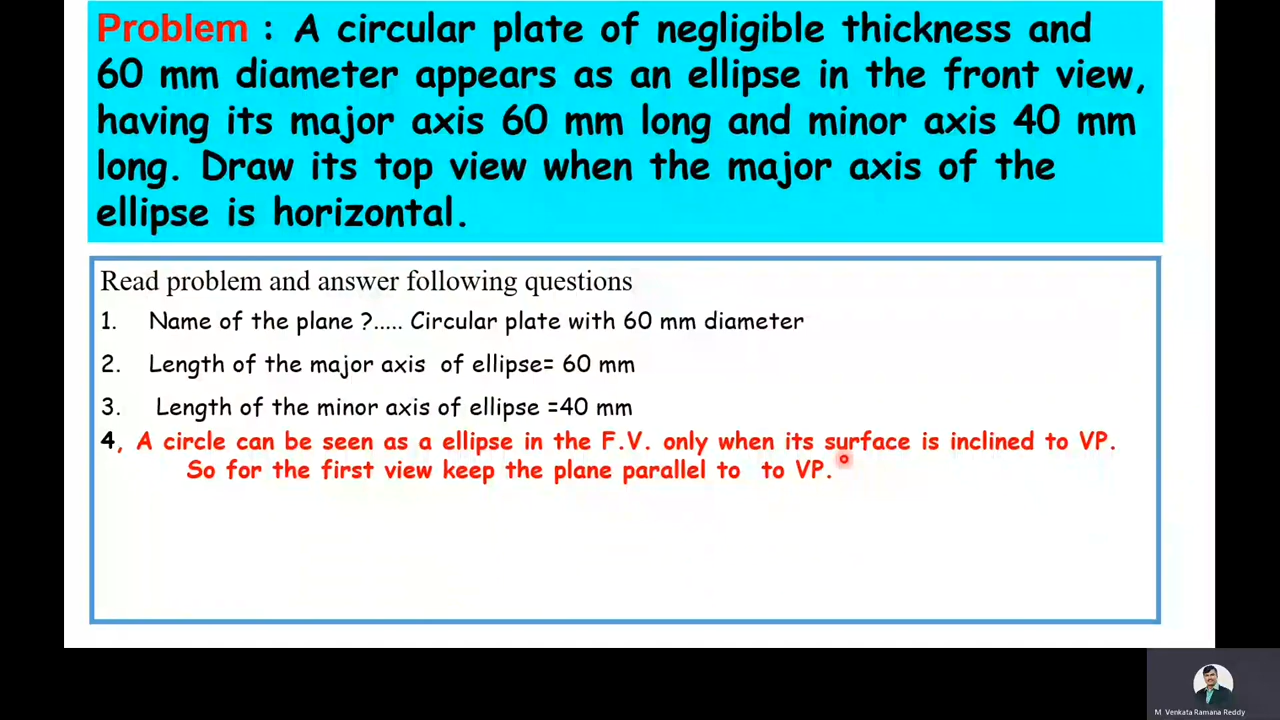 Problem : A circular plate of negligible thickness and
60 mm diameter appears as an ellipse in the front view,
having its major axis 60 mm long and minor axis 40 mm
long. Draw its top view when the major axis of the
ellipse is horizontal.
Read problem and answer following questions
1. Name of the plane ?..... Circular plate with 60 mm diameter
2. Length of the major axis of ellipse= 60 mm
3. Length of the minor axis of ellipse =40 mm
4, A circle can be seen as a ellipse in the F.V. only when its surface is inclined to VP.
So for the first view keep the plane parallel to to VP.
M Venkata Ramana Reddy